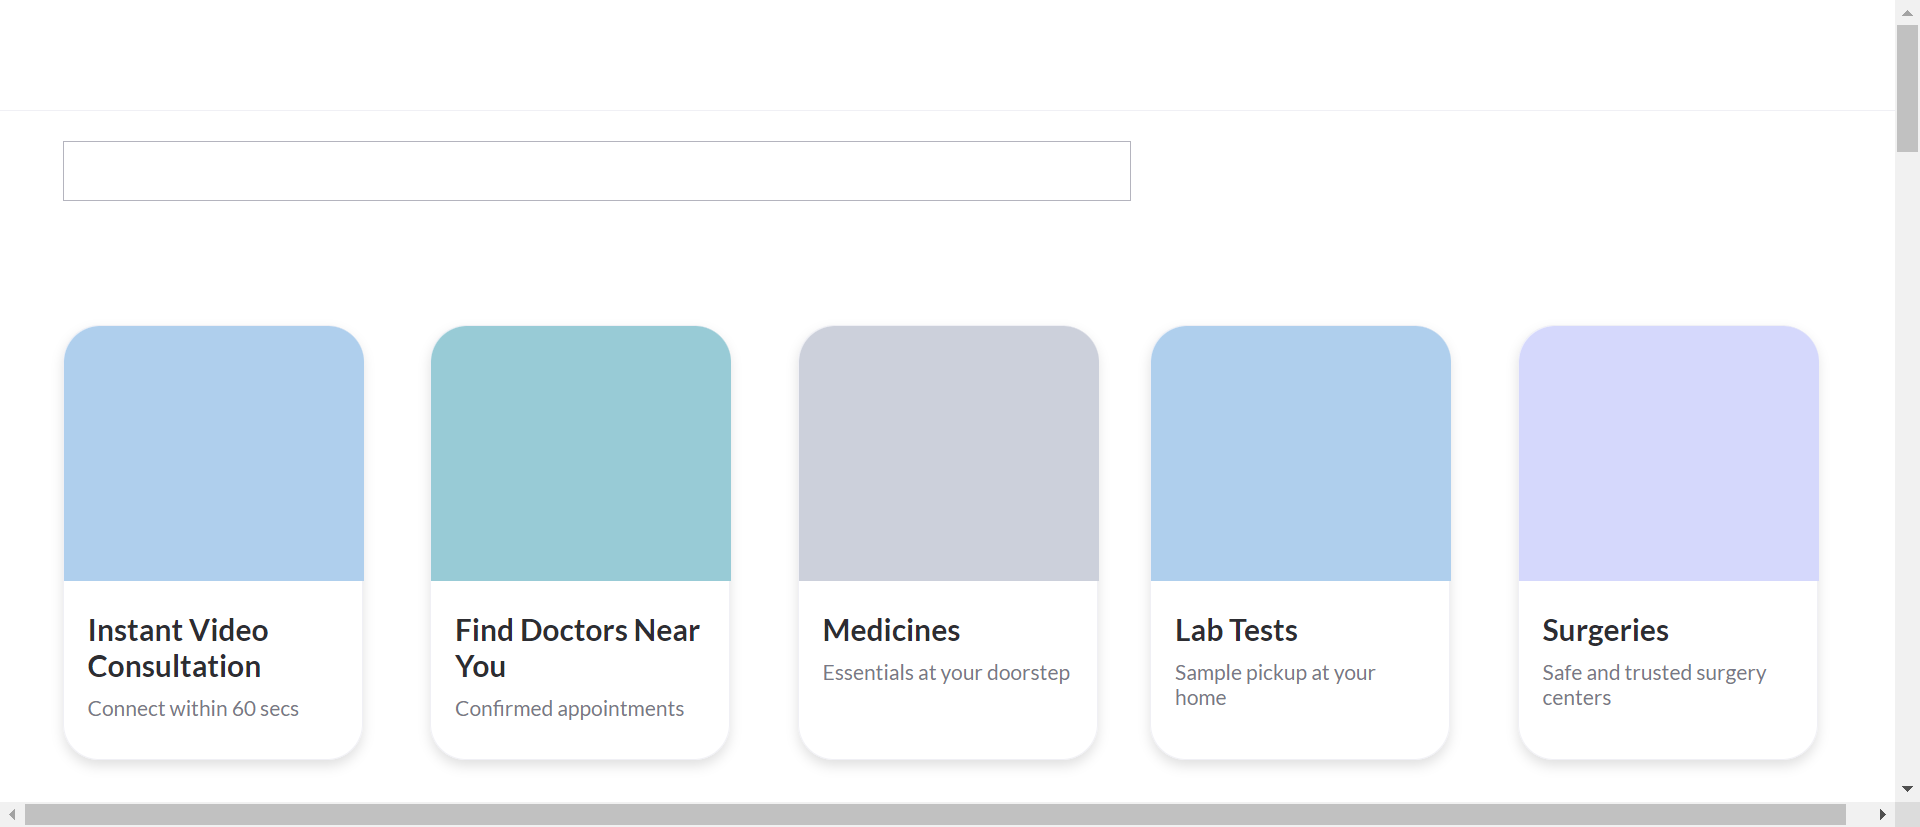 Instant Video
Consultation
Connect within 60 secs
Find Doctors Near
You
Confirmed appointments
Medicines
Essentials at your doorstep
Lab Tests
Sample pickup at your
home
Surgeries
Safe and trusted surgery
centers